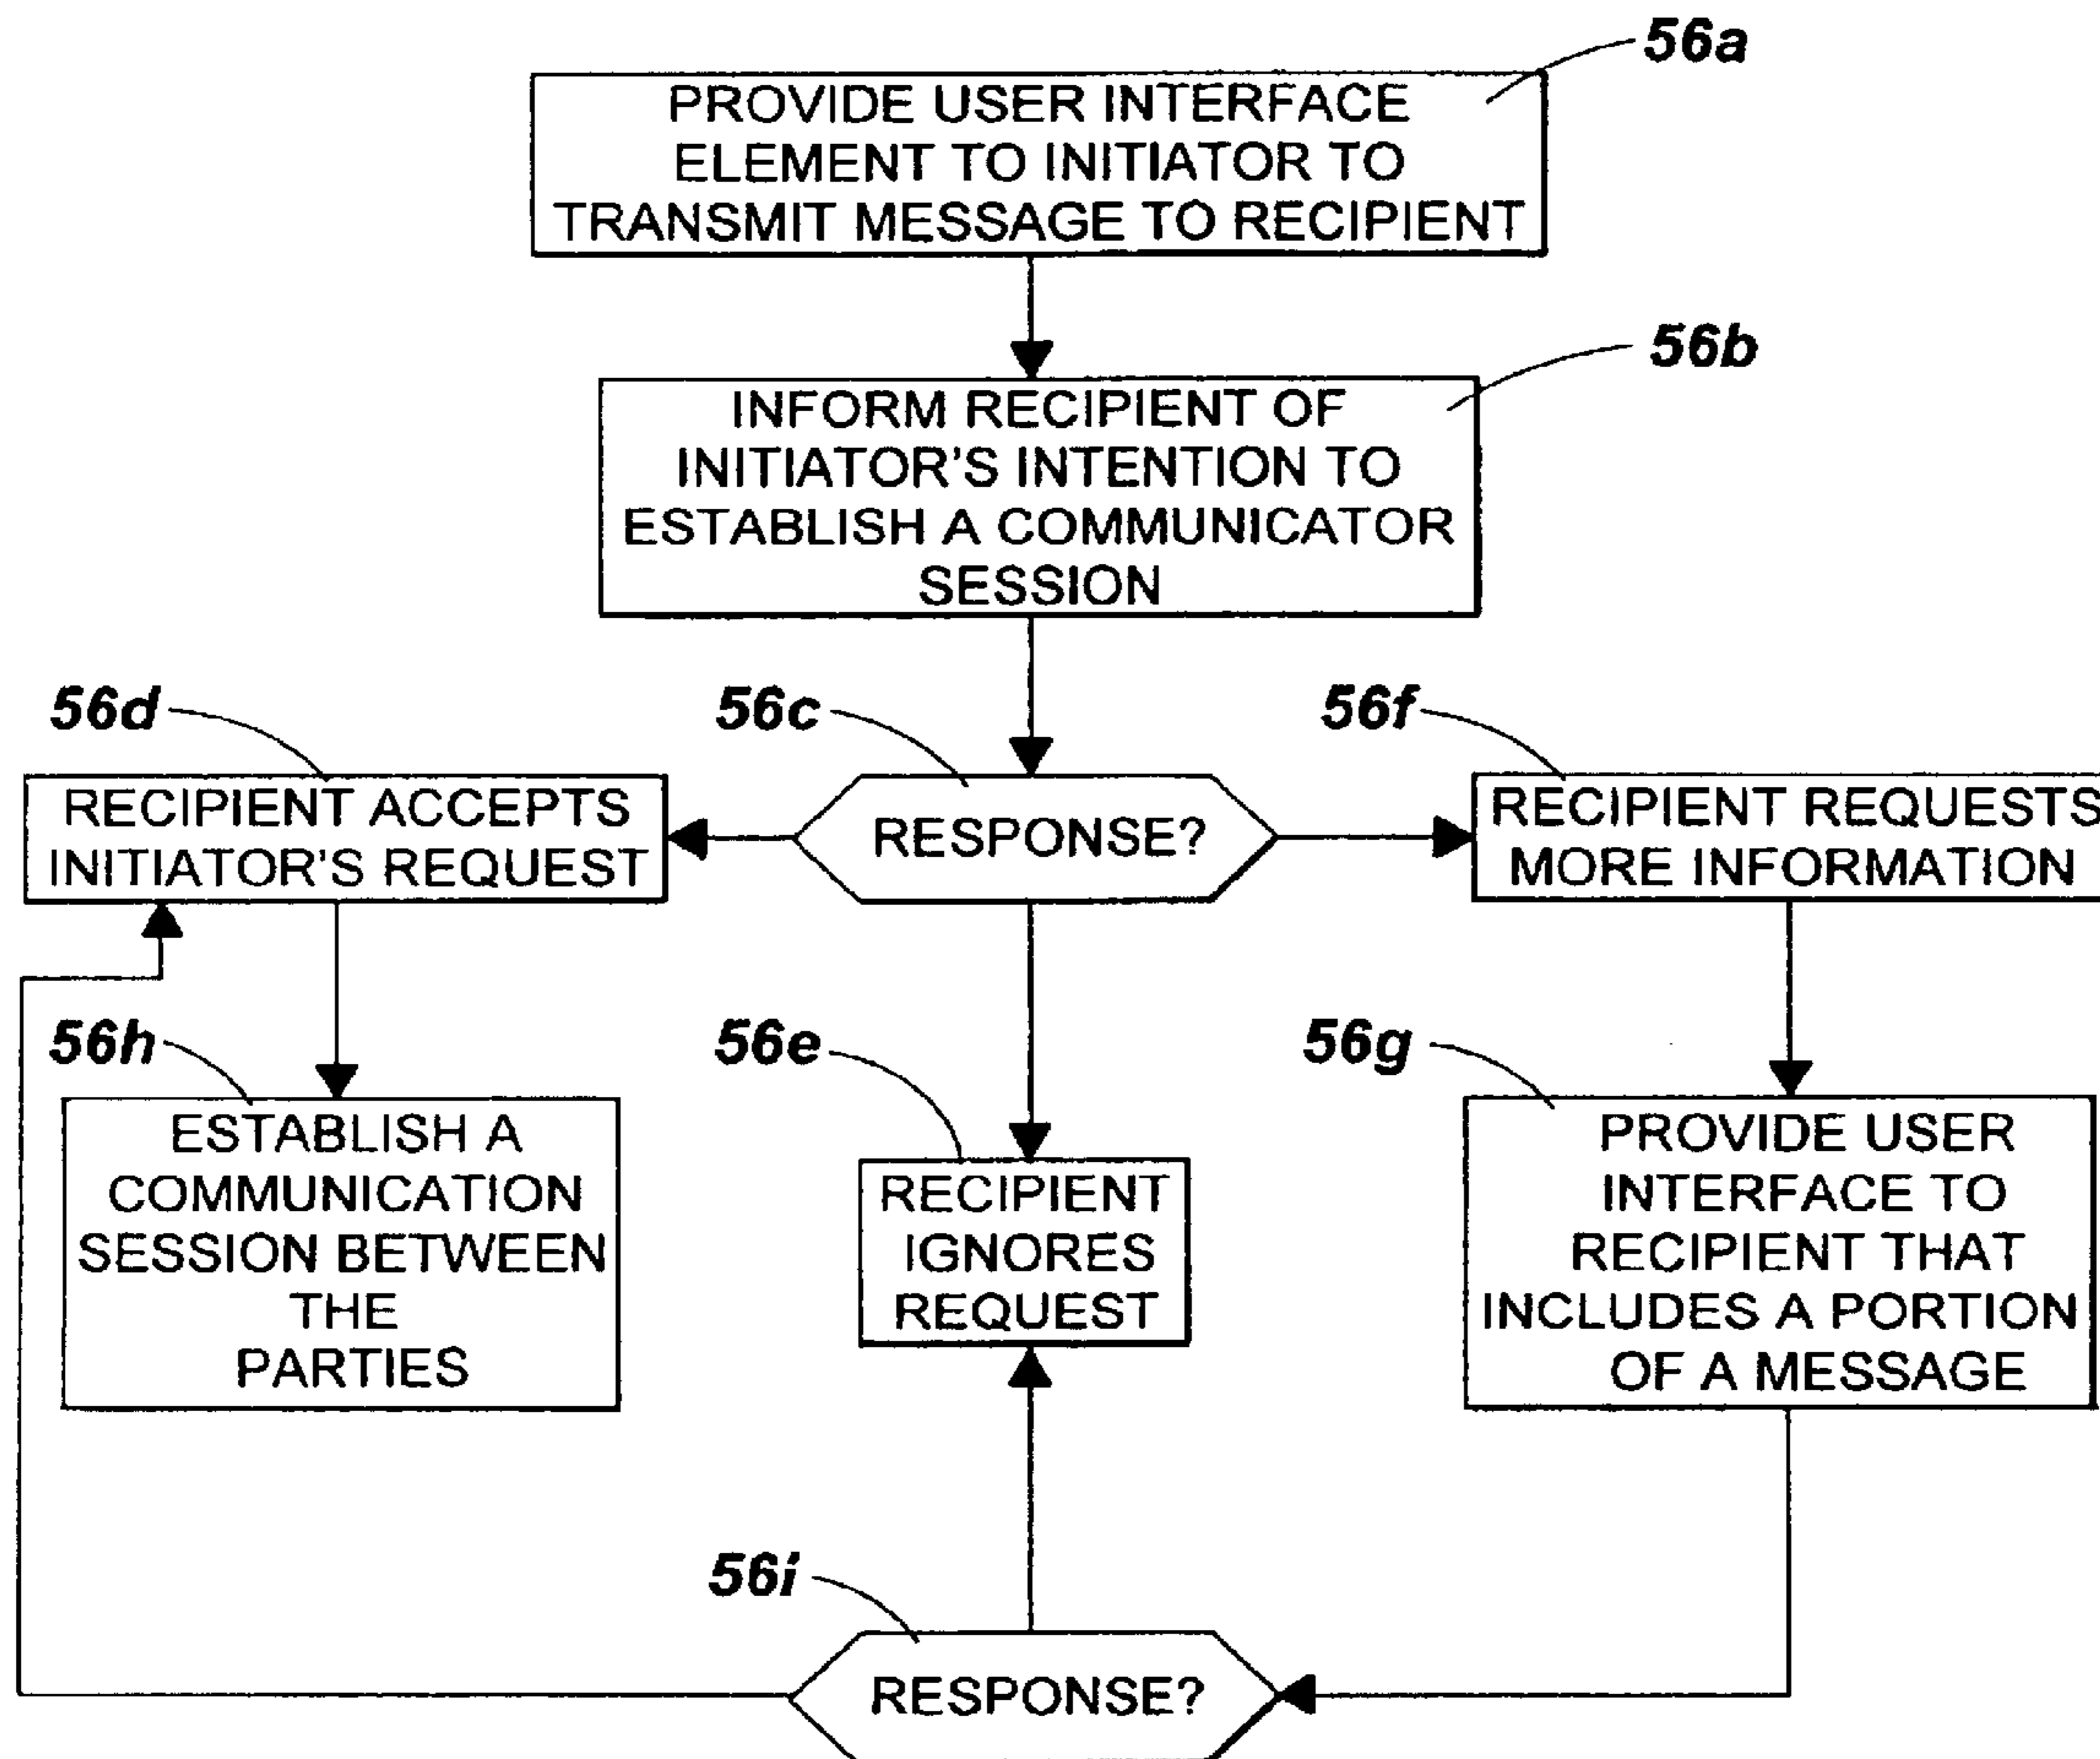 56a
PROVIDE USER INTERFACE
ELEMENT TO INITIATOR TO
TRANSMIT MESSAGE TO RECIPIENT
56b
INFORM RECIPIENT OF
INITIATOR'S INTENTION TO
ESTABLISH A COMMUNICATOR
SESSION
56d
RECIPIENT ACCEPTS
INITIATOR'S REQUEST
56c
RESPONSE?
56f
RECIPIENT REQUESTS
MORE INFORMATION
56h
ESTABLISH A
COMMUNICATION
SESSION BETWEEN
THE
PARTIES
56e
RECIPIENT
IGNORES
REQUEST
56g
PROVIDE USER
INTERFACE TO
RECIPIENT THAT
INCLUDES A PORTION
OF A MESSAGE
56i
RESPONSE?